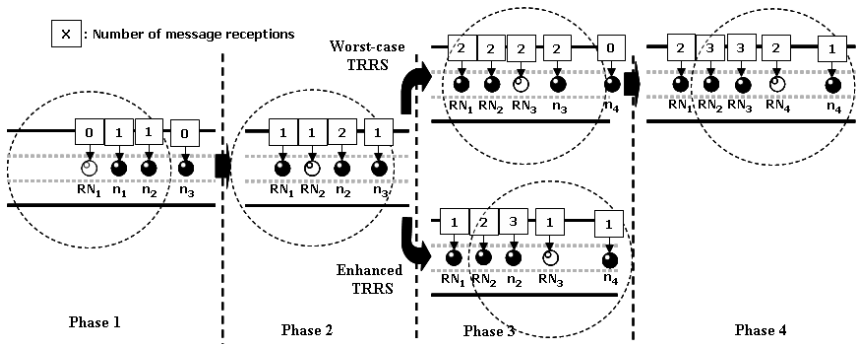 X : Number of message receptions
Worst-case
TRRS
0 1 1 0
RN1 n1 n2 n3
Phase 1
1 1 2 1
RN1 RN2 n2 n3
Phase 2
2 2 2 2 0
RN1 RN2 RN3 n3 n4
Enhanced
TRRS
1 2 3 1 1
RN1 RN2 n2 RN3 n4
Phase 3
2 3 3 2 1
RN1 RN2 RN3 RN4 n4
Phase 4